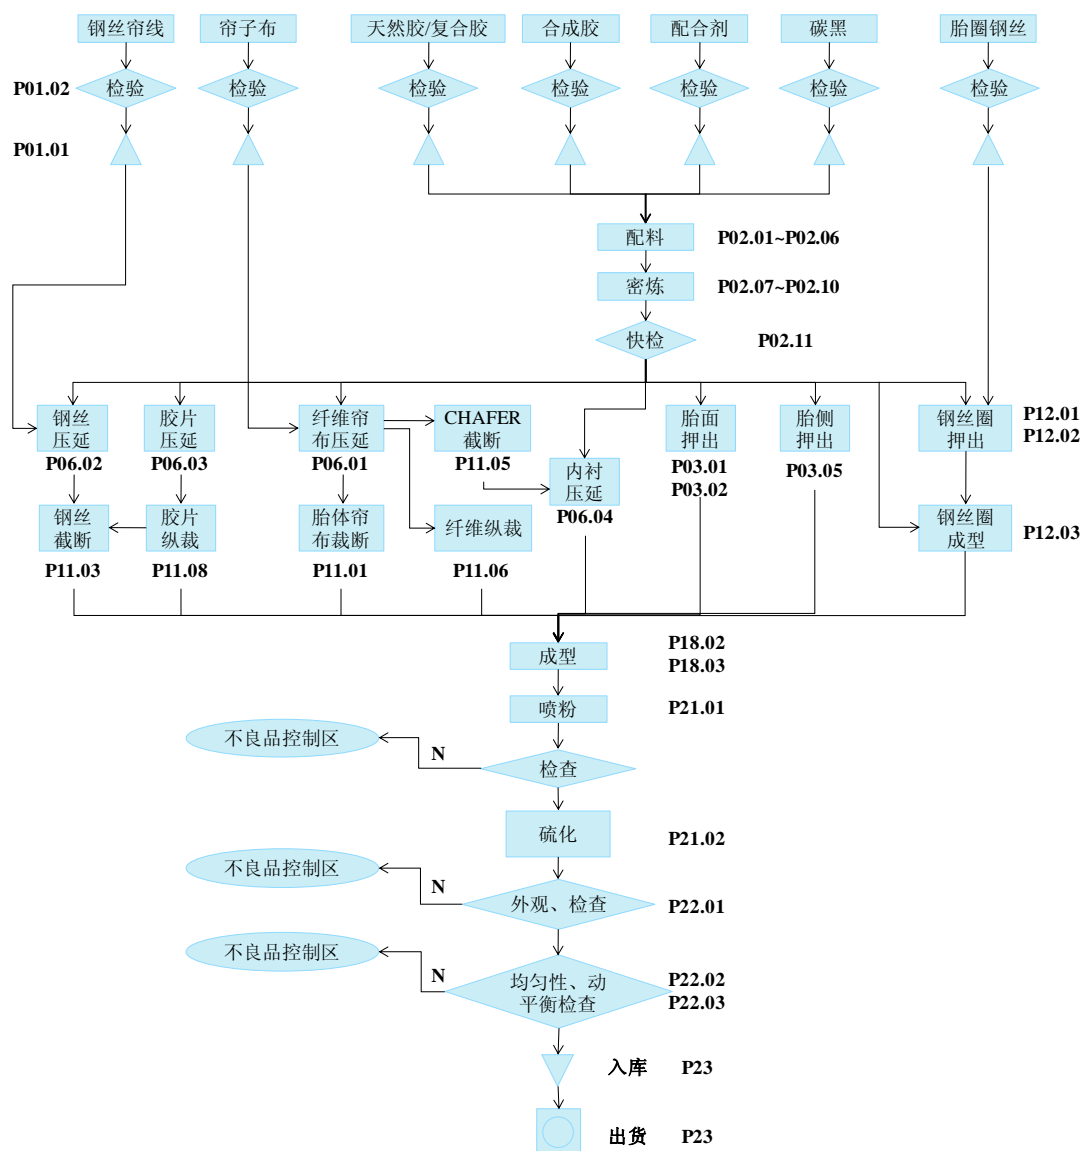 钢丝帘线
帘子布
天然胶/复合胶
合成胶
配合剂
碳黑
胎圈钢丝
P01.02
检验
检验
检验
检验
检验
检验
检验
P01.01
配料
P02.01~P02.06
密炼
P02.07~P02.10
快检
P02.11
钢丝
压延
P06.02
胶片
压延
P06.03
纤维帘
布压延
P06.01
CHAFER
截断
P11.05
内衬
压延
P06.04
胎面
押出
P03.01
P03.02
胎侧
押出
P03.05
钢丝圈
押出
P12.01
P12.02
钢丝
截断
P11.03
胶片
纵裁
P11.08
胎体帘
布裁断
P11.01
纤维纵裁
P11.06
钢丝圈
成型
P12.03
成型
P18.02
P18.03
喷粉
P21.01
不良品控制区
N
检查
硫化
P21.02
不良品控制区
N
外观、检查
P22.01
不良品控制区
N
均匀性、动
平衡检查
P22.02
P22.03
入库
P23
出货
P23